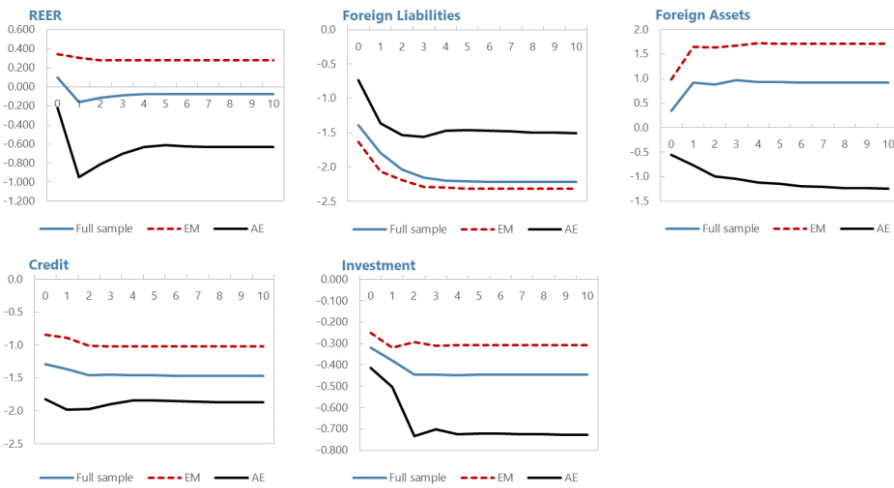 REER
0.600
0.400
0.200
0.000
-0.200
-0.400
-0.600
-0.800
-1.000
-1.200
0 1 2 3 4 5 6 7 8 9 10
Full sample EM AE
Foreign Liabilities
0.0
-0.5
-1.0
-1.5
-2.0
-2.5
0 1 2 3 4 5 6 7 8 9 10
Full sample EM AE
Foreign Assets
2.0
1.5
1.0
0.5
0.0
-0.5
-1.0
-1.5
0 1 2 3 4 5 6 7 8 9 10
Full sample EM AE
Credit
0.0
-0.5
-1.0
-1.5
-2.0
-2.5
0 1 2 3 4 5 6 7 8 9 10
Full sample EM AE
Investment
0.000
-0.100
-0.200
-0.300
-0.400
-0.500
-0.600
-0.700
-0.800
0 1 2 3 4 5 6 7 8 9 10
Full sample EM AE